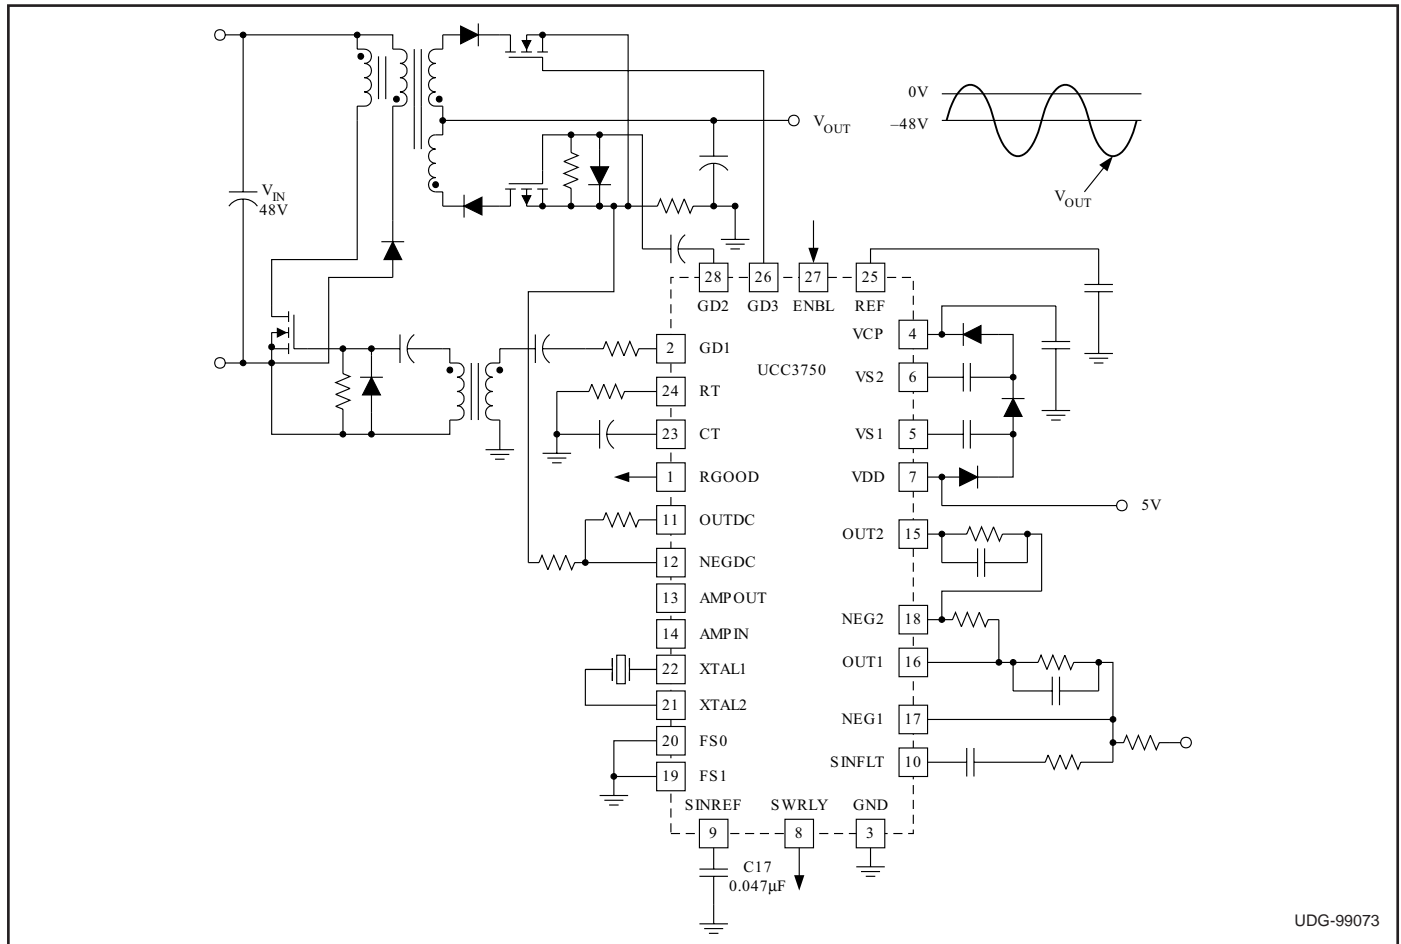 0V
–48V
VOUT
VOUT
VIN
48V
28
26
27
25
GD2
GD3
ENBL
REF
UCC3750
2
GD1
24
RT
23
CT
1
RGOOD
11
OUTDC
12
NEGDC
13
AMPOUT
14
AMPIN
22
XTAL1
21
XTAL2
20
FS0
19
FS1
VCP
4
VS2
6
VS1
5
VDD
7
5V
OUT2
15
NEG2
18
OUT1
16
NEG1
17
SINFLT
10
SINREF
SWRLY
GND
9
8
3
C17
0.047µF
UDG-99073